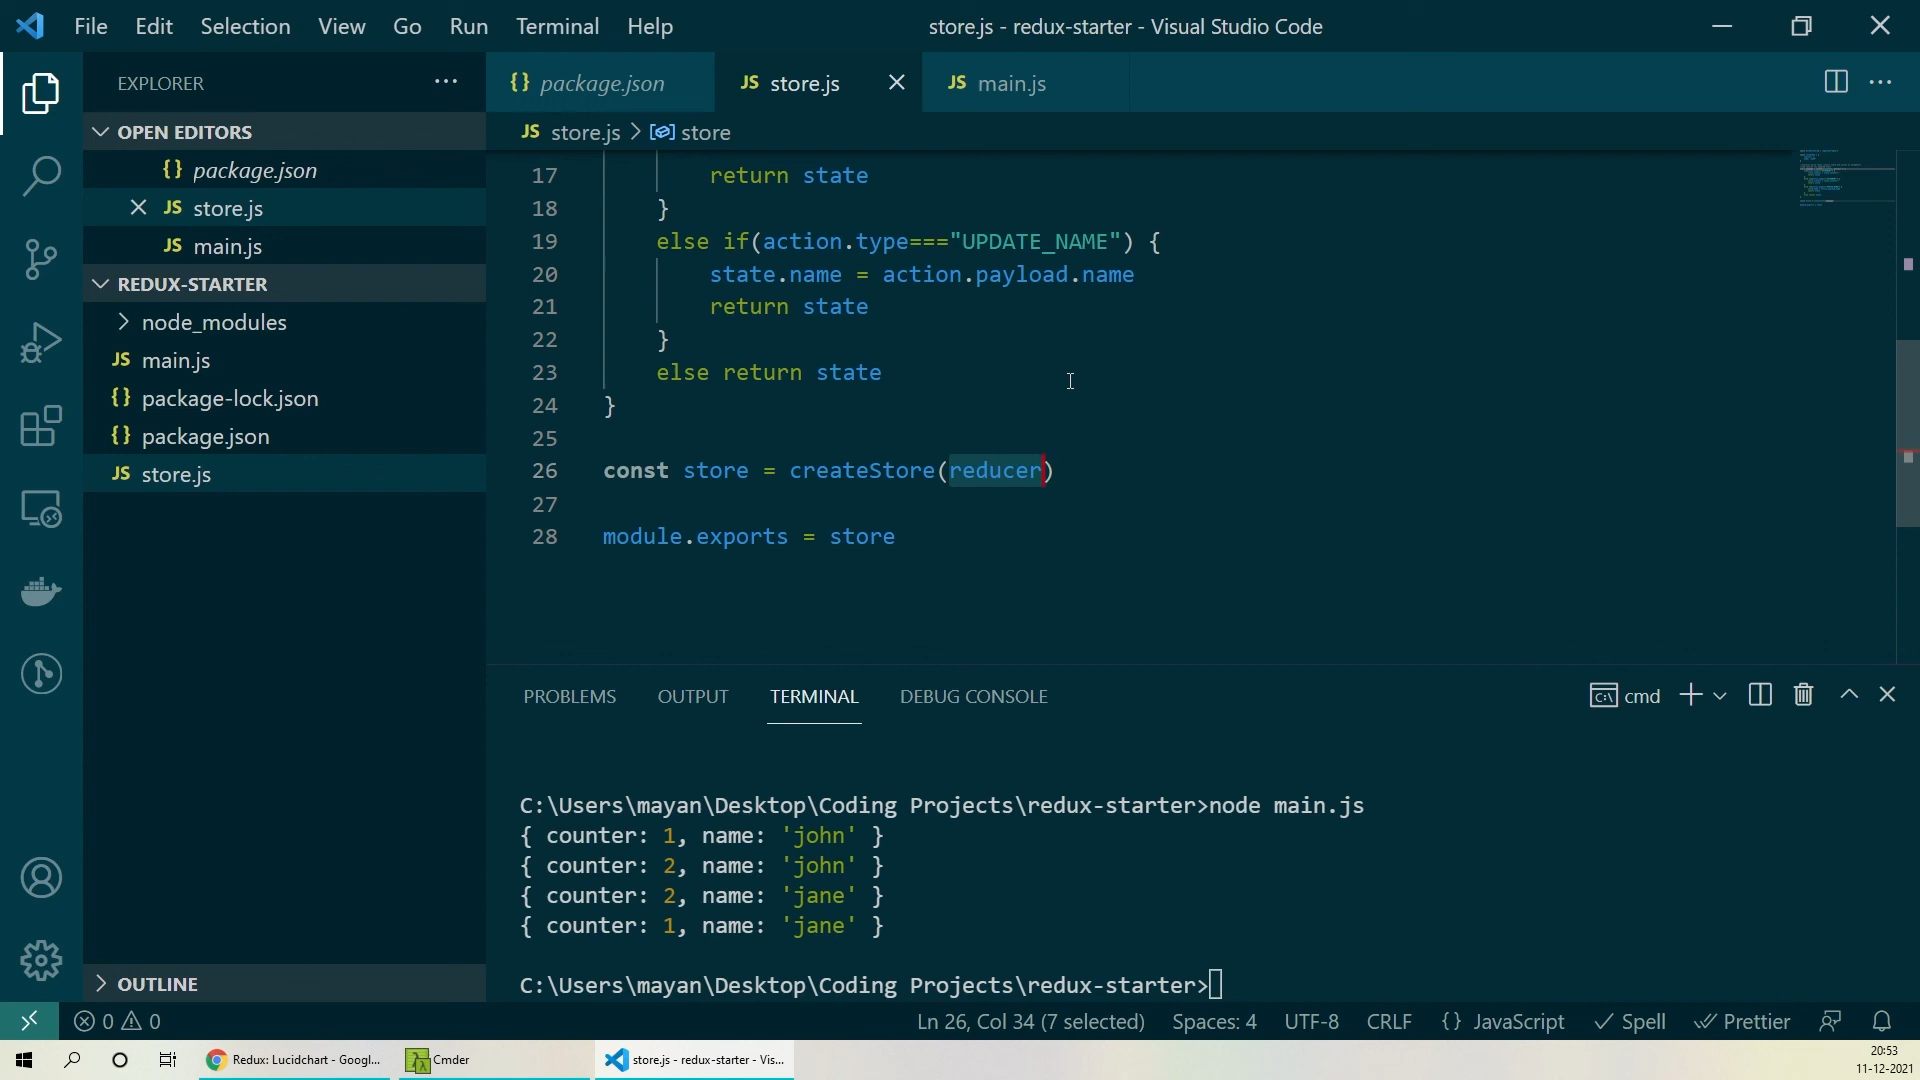 File Edit Selection View Go Run Terminal Help
store.js - redux-starter - Visual Studio Code
EXPLORER
OPEN EDITORS
{} package.json
JS store.js
JS main.js
REDUX-STARTER
node_modules
JS main.js
{} package-lock.json
{} package.json
JS store.js
OUTLINE
{} package.json
JS store.js
JS main.js
JS store.js > store
17 return state
18 }
19 else if(action.type==="UPDATE_NAME") {
20 state.name = action.payload.name
21 return state
22 }
23 else return state
24 }
25
26 const store = createStore(reducer)
27
28 module.exports = store
PROBLEMS OUTPUT TERMINAL DEBUG CONSOLE
cmd
C:\Users\mayan\Desktop\Coding Projects\redux-starter>node main.js
{ counter: 1, name: 'john' }
{ counter: 2, name: 'john' }
{ counter: 2, name: 'jane' }
{ counter: 1, name: 'jane' }
C:\Users\mayan\Desktop\Coding Projects\redux-starter>
0 0
Ln 26, Col 34 (7 selected) Spaces: 4 UTF-8 CRLF {} JavaScript Spell Prettier
Redux: Lucidchart - Googl...
Cmder
store.js - redux-starter - Vis...
20:53
11-12-2021